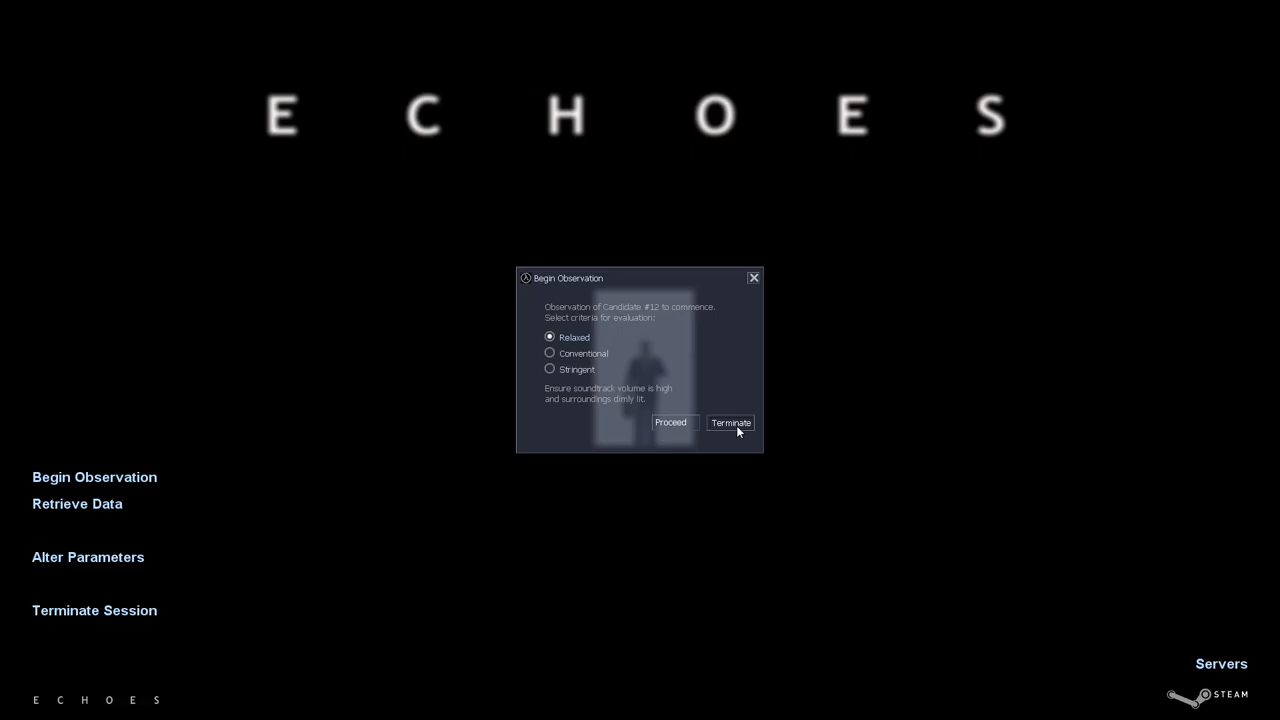 E C H O E S
Begin Observation
Observation of Candidate #12 to commence.
Select criteria for evaluation:
Relaxed
Conventional
Stringent
Ensure soundtrack volume is high
and surroundings dimly lit.
Proceed
Terminate
Begin Observation
Retrieve Data
Alter Parameters
Terminate Session
Servers
E C H O E S
STEAM